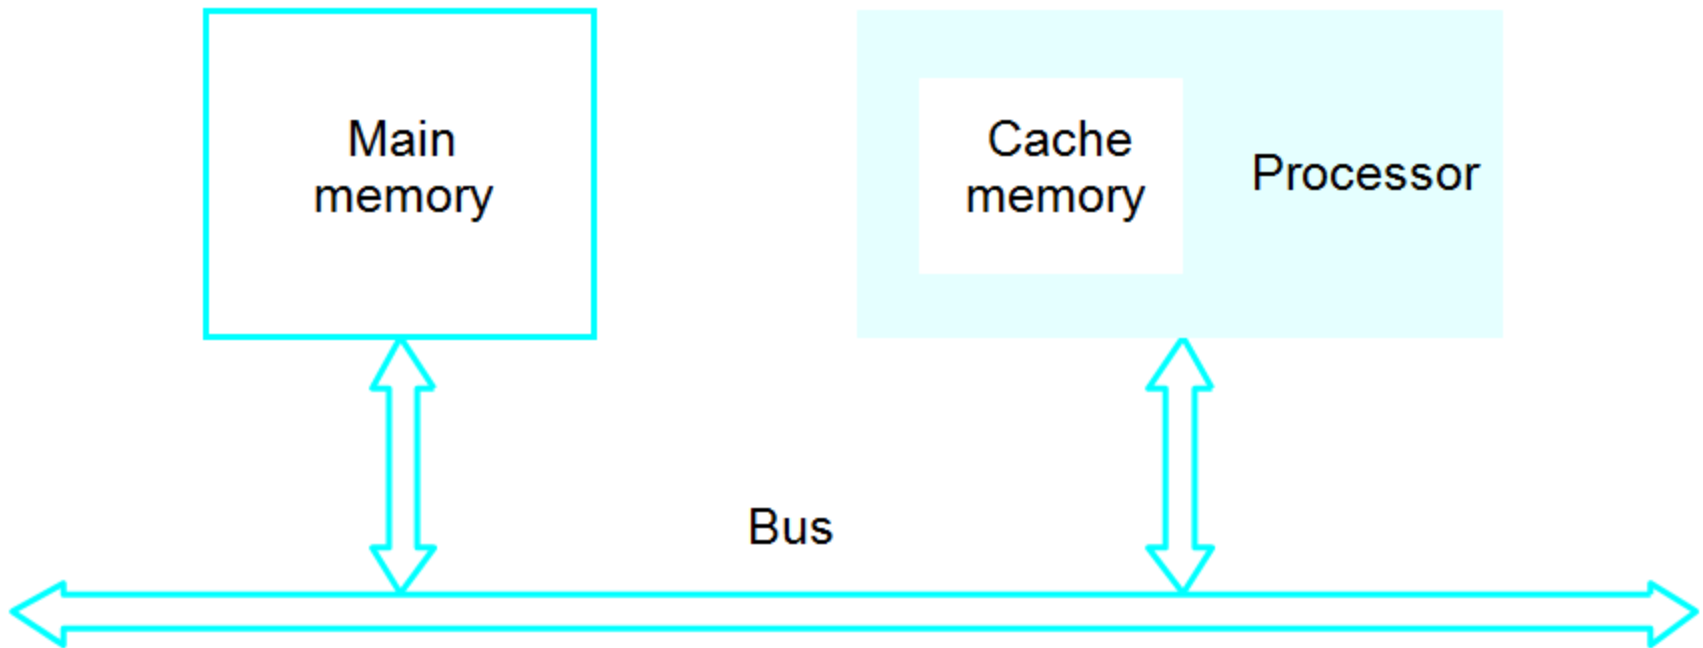 Main
memory
Cache
memory
Processor
Bus